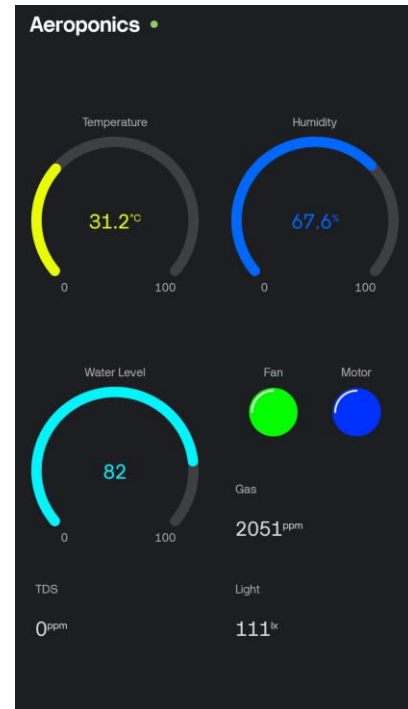 Aeroponics
Temperature
Humidity
31.2°C
67.6%
0 100
0 100
Water Level
Fan
Motor
82
0 100
Gas
2051ppm
TDS
Light
0ppm
111lx